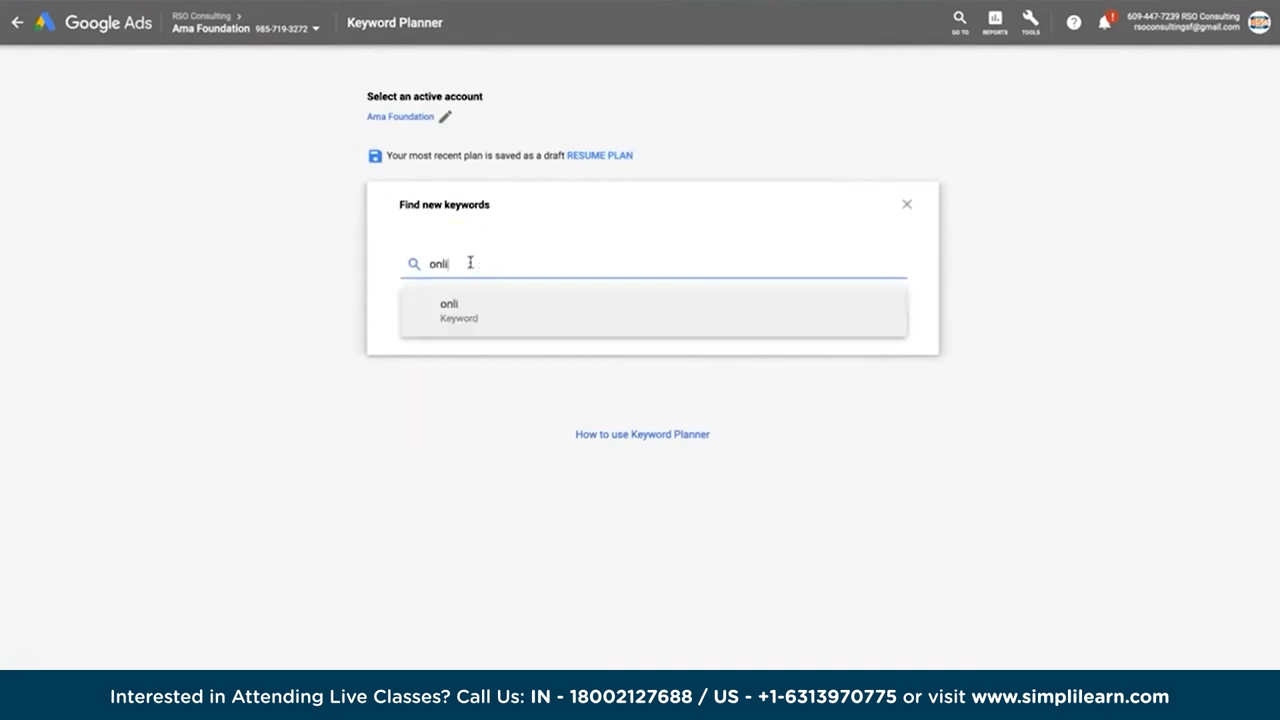 Google Ads
RSO Consulting >
Ama Foundation 985-719-3272
Keyword Planner
GO TO
REPORTS
TOOLS
?
!
609-447-7239 RSO Consulting
rsoconsultingsf@gmail.com
Select an active account
Ama Foundation
Your most recent plan is saved as a draft RESUME PLAN
Find new keywords
onli
onli
Keyword
How to use Keyword Planner
Interested in Attending Live Classes? Call Us: IN - 18002127688 / US - +1-6313970775 or visit www.simplilearn.com